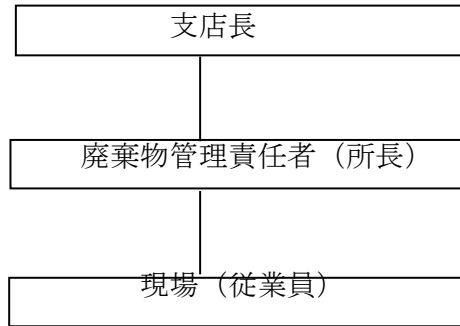 支店長
廃棄物管理責任者（所長）
現場（従業員）